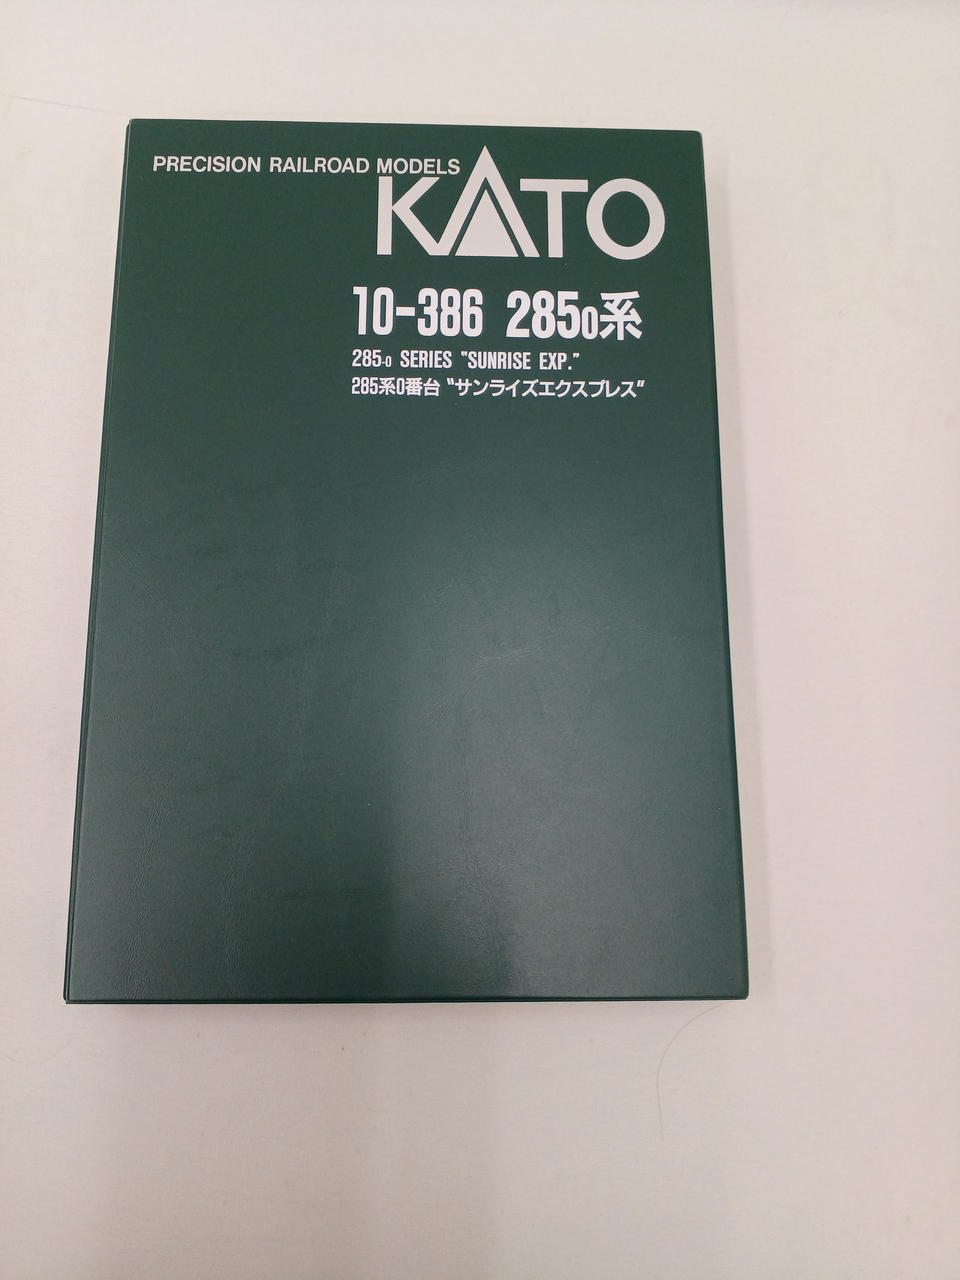 PRECISION RAILROAD MODELS
KATO
10-386 285₀系
285-0 SERIES "SUNRISE EXP."
285系0番台 "サンライズエクスプレス"